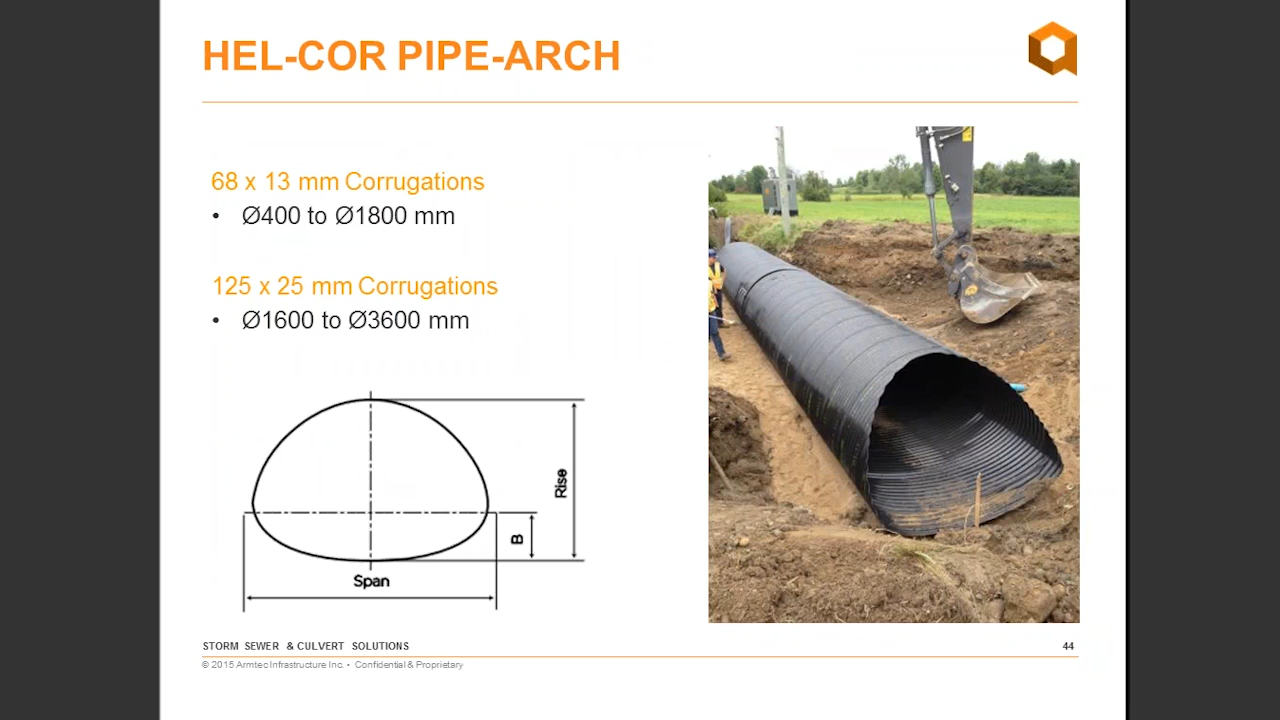 HEL-COR PIPE-ARCH
68 x 13 mm Corrugations
• Ø400 to Ø1800 mm
125 x 25 mm Corrugations
• Ø1600 to Ø3600 mm
Rise
B
Span
STORM SEWER & CULVERT SOLUTIONS
44
© 2015 Armtec Infrastructure Inc. • Confidential & Proprietary